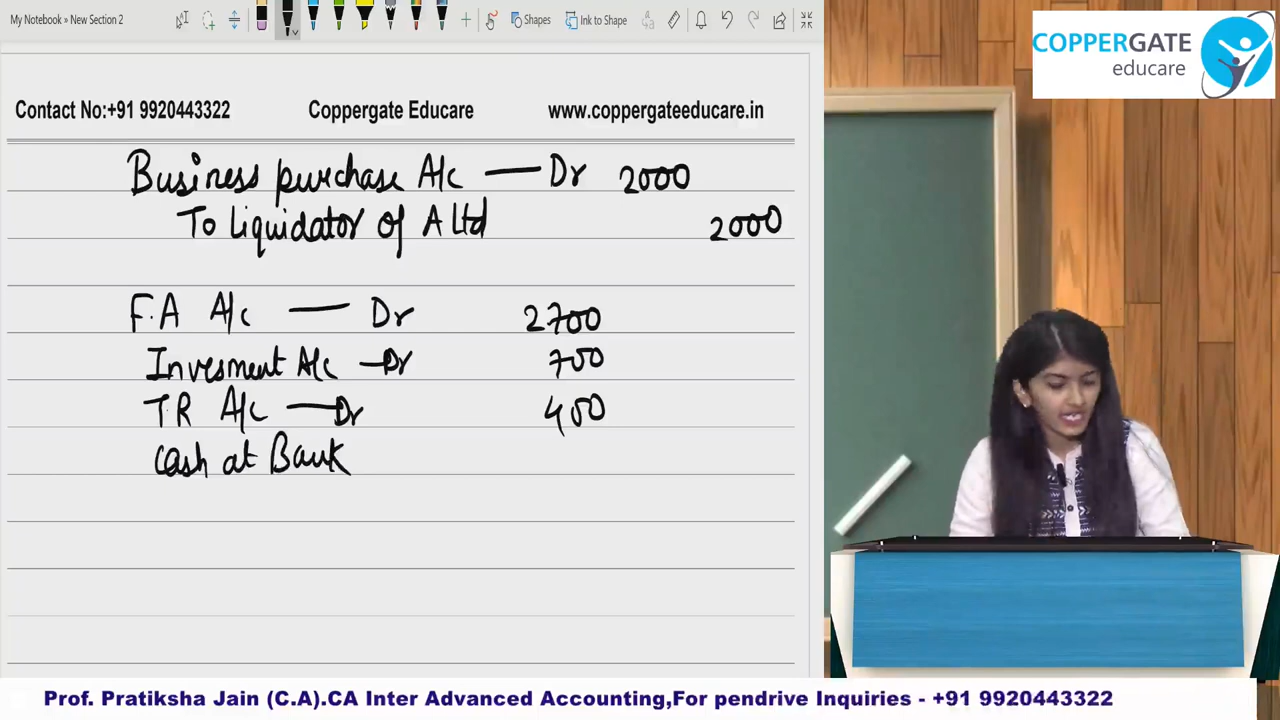 My Notebook » New Section 2
Shapes
Ink to Shape
COPPERGATE
educare
Contact No:+91 9920443322
Coppergate Educare
www.coppergateeducare.in
Business purchase A/c — Dr 2000
To Liquidator of A Ltd 2000
F.A A/c — Dr 2700
Invesment A/c — Dr 700
T.R A/c — Dr 400
Cash at Bank
Prof. Pratiksha Jain (C.A).CA Inter Advanced Accounting,For pendrive Inquiries - +91 9920443322